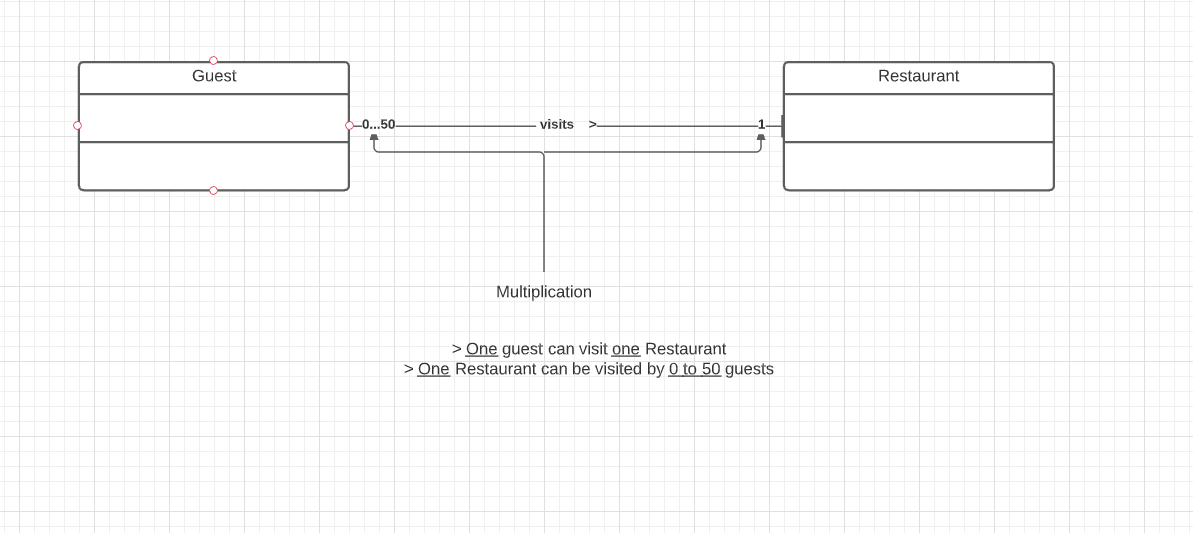 Guest
Restaurant
0...50 visits > 1
Multiplication
> One guest can visit one Restaurant
> One Restaurant can be visited by 0 to 50 guests